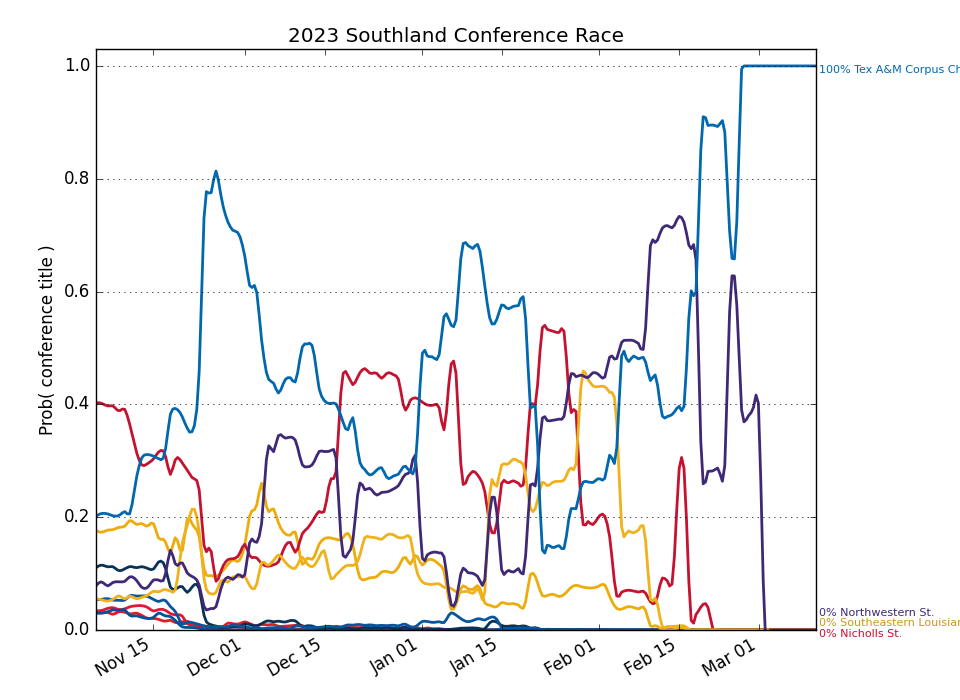 2023 Southland Conference Race
Prob( conference title )
1.0
0.8
0.6
0.4
0.2
0.0
Nov 15
Dec 01
Dec 15
Jan 01
Jan 15
Feb 01
Feb 15
Mar 01
100% Tex A&M Corpus Ch
0% Northwestern St.
0% Southeastern Louisian
0% Nicholls St.